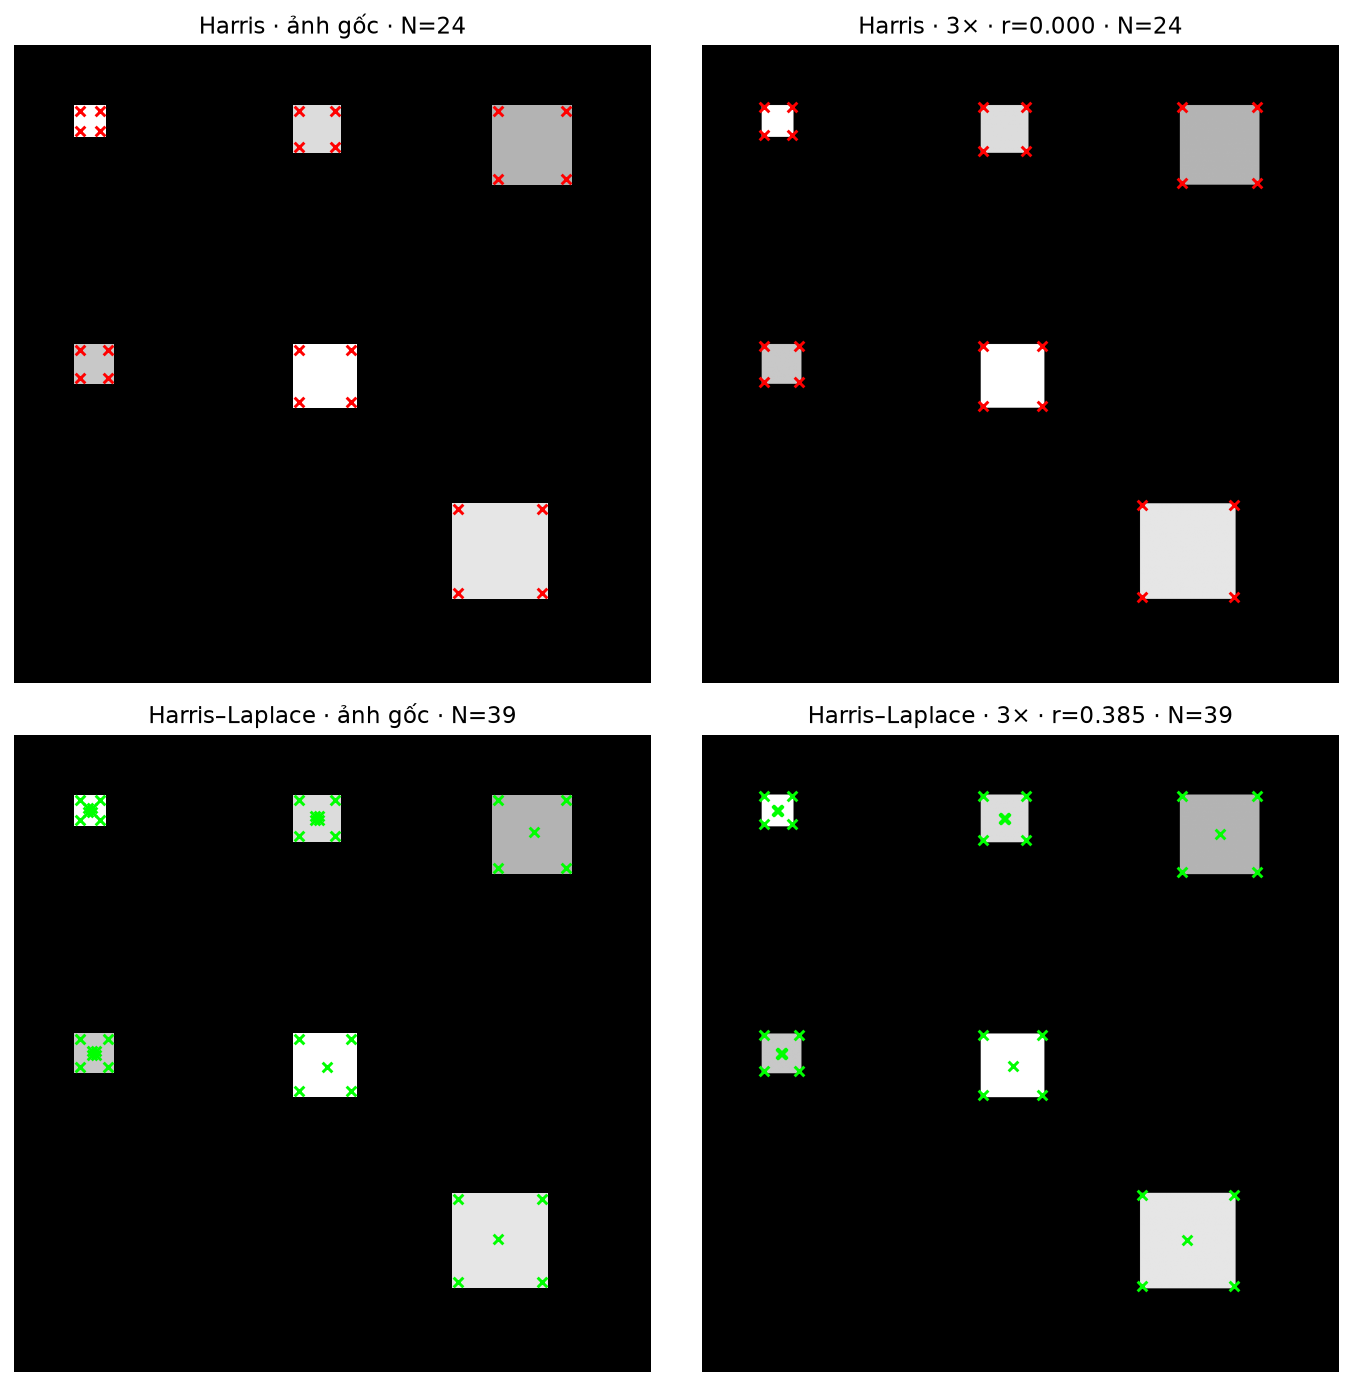 Harris · ảnh gốc · N=24
Harris · 3× · r=0.000 · N=24
Harris–Laplace · ảnh gốc · N=39
Harris–Laplace · 3× · r=0.385 · N=39